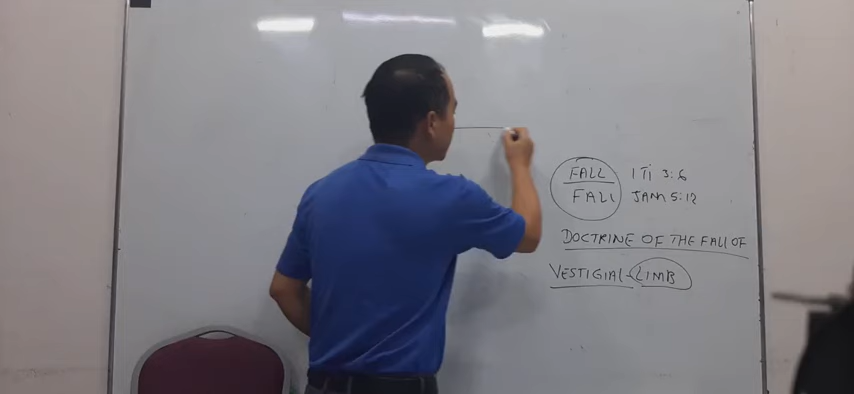 FALL 1 Ti 3:6
FALL JAM 5:12
DOCTRINE OF THE FALL OF
VESTIGIAL LIMB